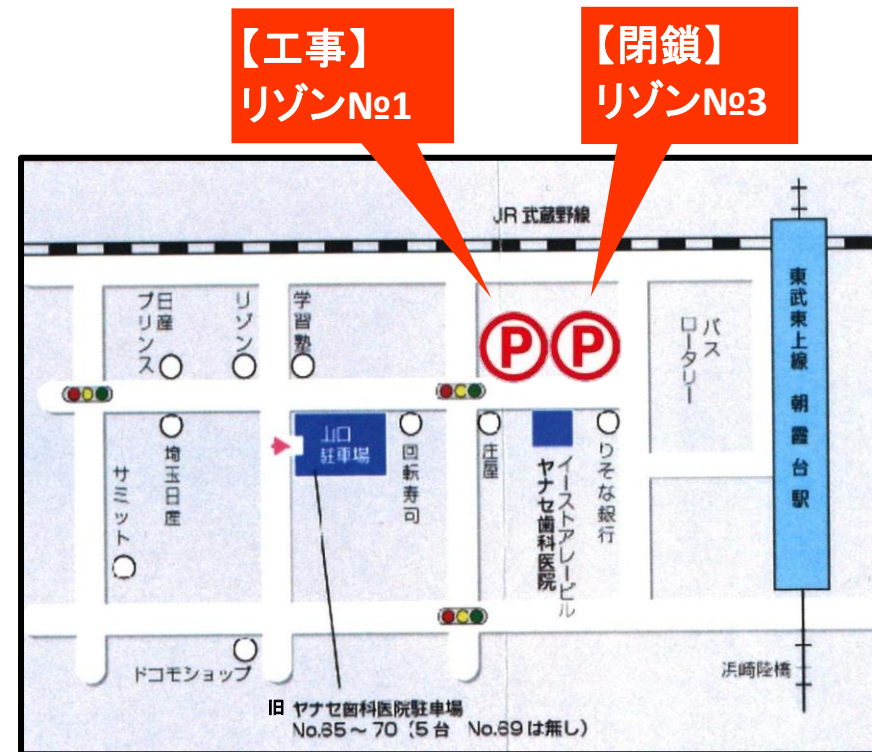 【工事】
リゾン№1
【閉鎖】
リゾン№3
JR 武蔵野線
日産
プリンス
リゾン
学習塾
P
P
バス
ロータリー
東武東上線 朝霞台駅
山口
駐車場
サミット
埼玉日産
回転寿司
庄屋
イーストアレービル
ヤナセ歯科医院
りそな銀行
ドコモショップ
浜崎陸橋
旧 ヤナセ歯科医院駐車場
No.65～70（5台 No.69は無し）